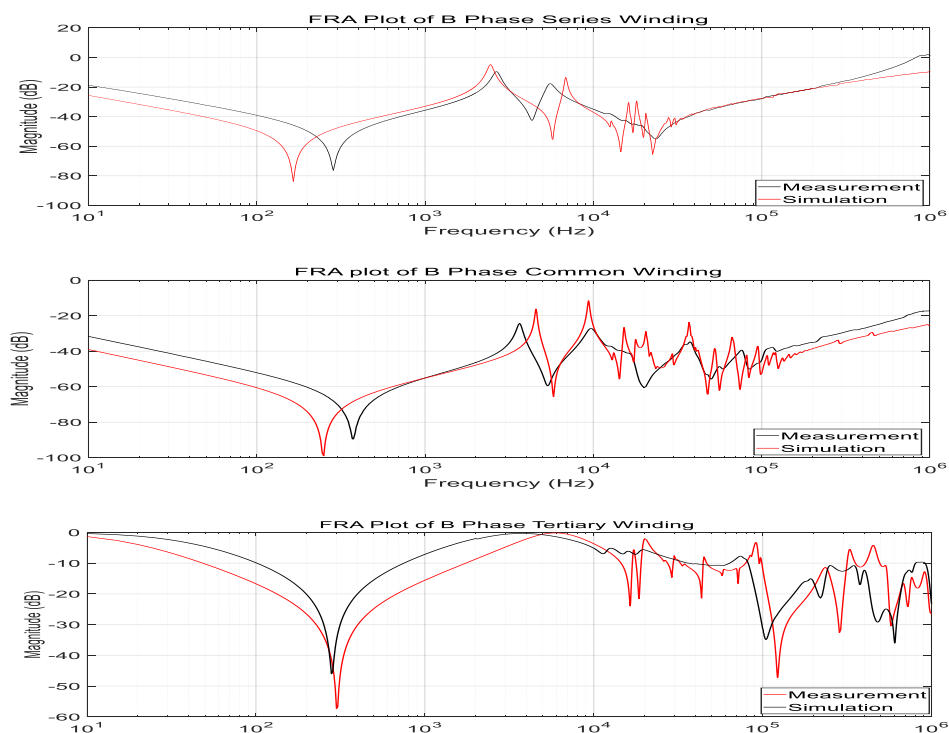 FRA Plot of B Phase Series Winding
20
0
-20
-40
-60
-80
-100
Magnitude (dB)
10^1
10^2
10^3
10^4
10^5
10^6
Frequency (Hz)
Measurement
Simulation
FRA plot of B Phase Common Winding
0
-20
-40
-60
-80
-100
Magnitude (dB)
10^1
10^2
10^3
10^4
10^5
10^6
Frequency (Hz)
Measurement
Simulation
FRA Plot of B Phase Tertiary Winding
0
-10
-20
-30
-40
-50
-60
Magnitude (dB)
10^1
10^2
10^3
10^4
10^5
10^6
Measurement
Simulation